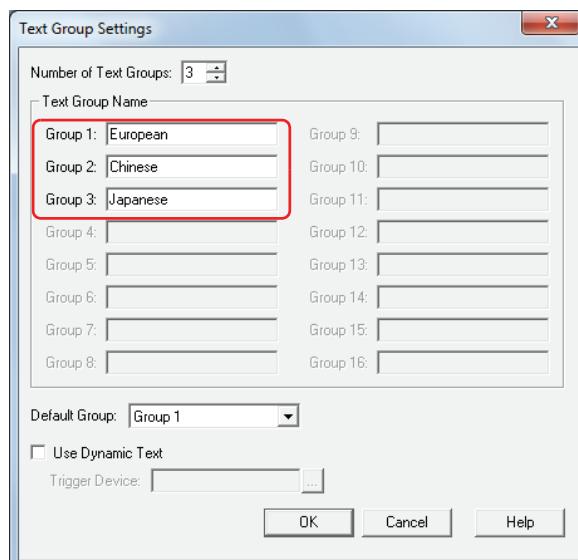 Text Group Settings
Number of Text Groups: 3
Text Group Name
Group 1: European
Group 2: Chinese
Group 3: Japanese
Group 4:
Group 5:
Group 6:
Group 7:
Group 8:
Group 9:
Group 10:
Group 11:
Group 12:
Group 13:
Group 14:
Group 15:
Group 16:
Default Group: Group 1
Use Dynamic Text
Trigger Device: ...
OK Cancel Help